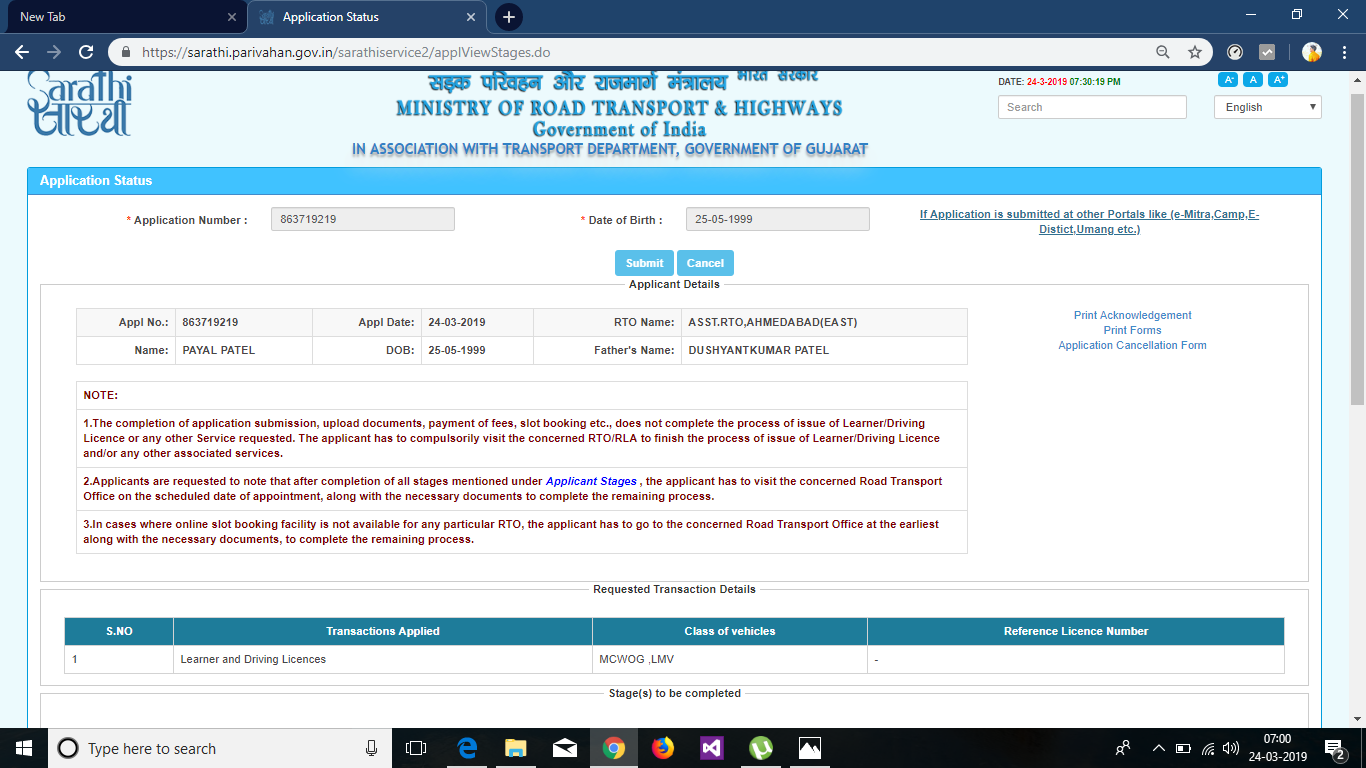 New Tab
Application Status
https://sarathi.parivahan.gov.in/sarathiservice2/applViewStages.do
Sarathi
सारथी
सड़क परिवहन और राजमार्ग मंत्रालय भारत सरकार
MINISTRY OF ROAD TRANSPORT & HIGHWAYS
Government of India
IN ASSOCIATION WITH TRANSPORT DEPARTMENT, GOVERNMENT OF GUJARAT
DATE: 24-3-2019 07:30:19 PM
A- A A+
Search
English
Application Status
* Application Number : 863719219
* Date of Birth : 25-05-1999
If Application is submitted at other Portals like (e-Mitra,Camp,E-
Distict,Umang etc.)
Submit Cancel
Applicant Details
Appl No.: 863719219 Appl Date: 24-03-2019 RTO Name: ASST.RTO,AHMEDABAD(EAST)
Name: PAYAL PATEL DOB: 25-05-1999 Father's Name: DUSHYANTKUMAR PATEL
Print Acknowledgement
Print Forms
Application Cancellation Form
NOTE:
1.The completion of application submission, upload documents, payment of fees, slot booking etc., does not complete the process of issue of Learner/Driving
Licence or any other Service requested. The applicant has to compulsorily visit the concerned RTO/RLA to finish the process of issue of Learner/Driving Licence
and/or any other associated services.
2.Applicants are requested to note that after completion of all stages mentioned under Applicant Stages , the applicant has to visit the concerned Road Transport
Office on the scheduled date of appointment, along with the necessary documents to complete the remaining process.
3.In cases where online slot booking facility is not available for any particular RTO, the applicant has to go to the concerned Road Transport Office at the earliest
along with the necessary documents, to complete the remaining process.
Requested Transaction Details
S.NO Transactions Applied Class of vehicles Reference Licence Number
1 Learner and Driving Licences MCWOG ,LMV -
Stage(s) to be completed
Type here to search
07:00
24-03-2019
2